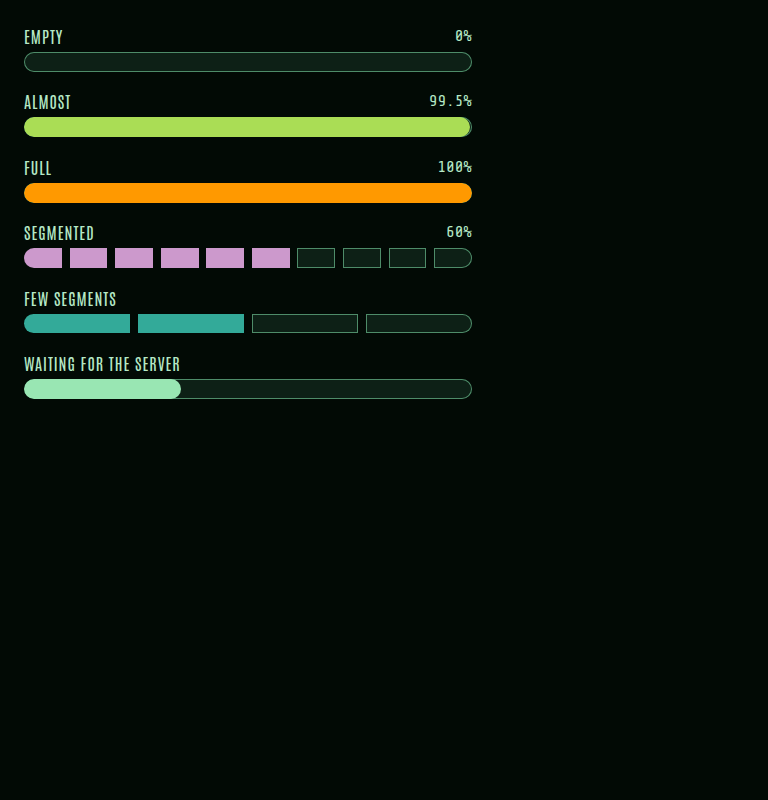 EMPTY 0%
ALMOST 99.5%
FULL 100%
SEGMENTED 60%
FEW SEGMENTS
WAITING FOR THE SERVER